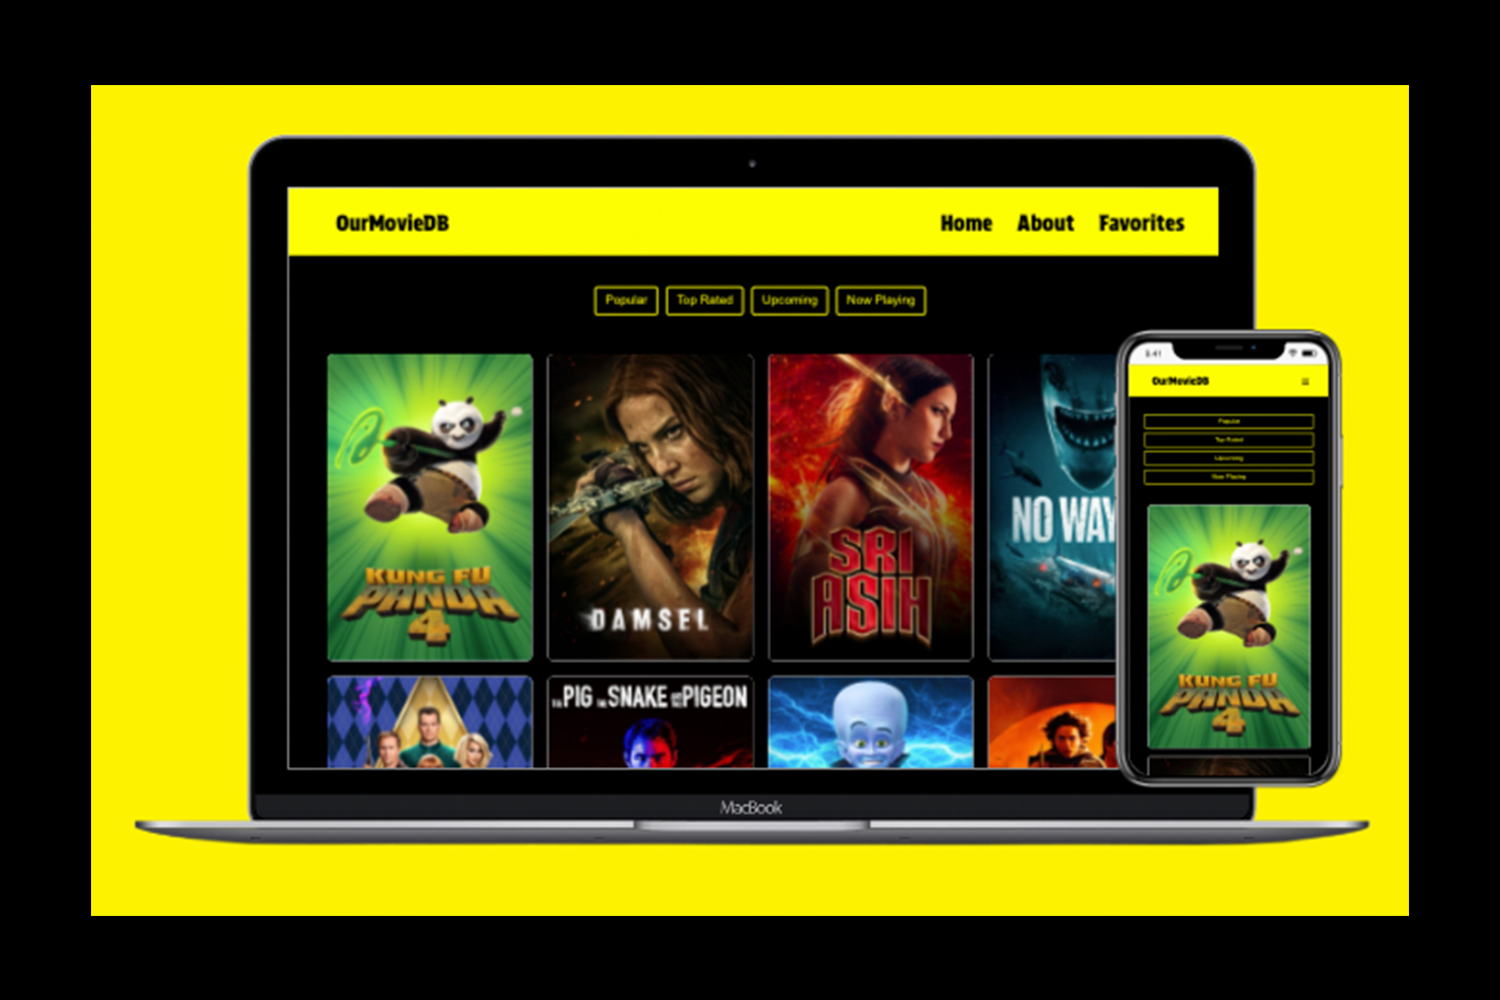 OurMovieDB
Home About Favorites
Popular Top Rated Upcoming Now Playing
KUNG FU
PANDA
4
DAMSEL
SRI
ASIH
NO WAY
PIG THE SNAKE AND THE PIGEON
MacBook
9:41
OurMovieDB
Popular
Top Rated
Upcoming
Now Playing
KUNG FU
PANDA
4